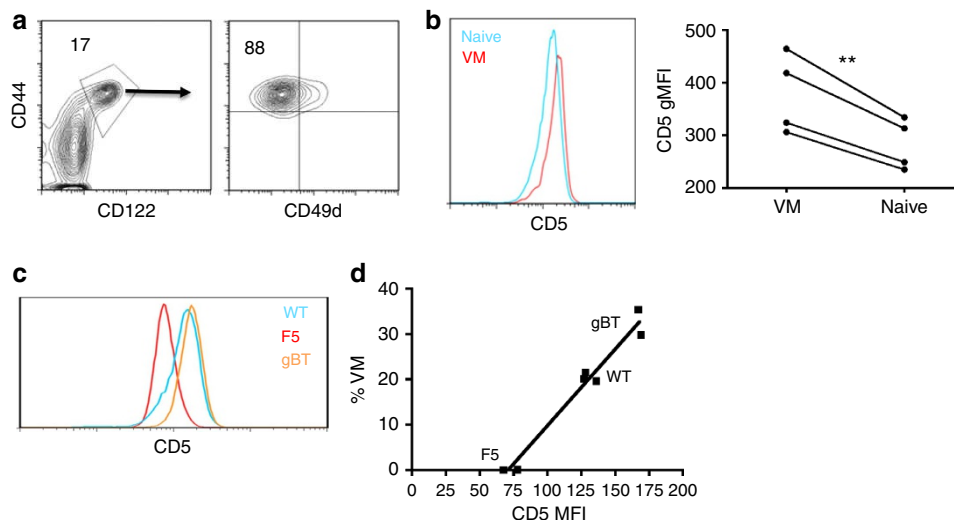 a
17
CD44
CD122
88
CD49d
b
Naive
VM
CD5
CD5 gMFI
500
400
300
200
**
VM
Naive
c
WT
F5
gBT
CD5
d
% VM
40
30
20
10
0
gBT
WT
F5
0 25 50 75 100 125 150 175 200
CD5 MFI